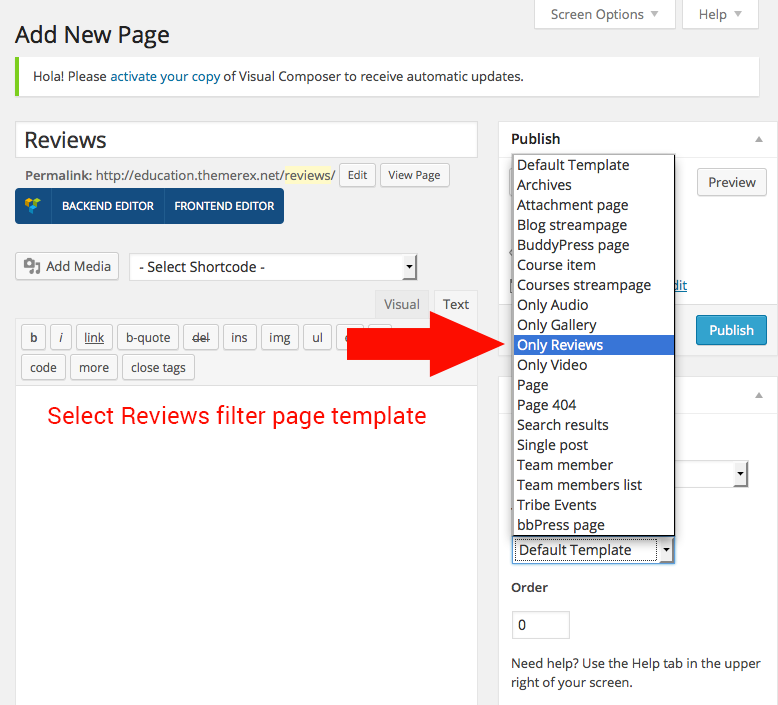 Screen Options
Help
Add New Page
Hola! Please activate your copy of Visual Composer to receive automatic updates.
Reviews
Permalink: http://education.themerex.net/reviews/
Edit
View Page
BACKEND EDITOR
FRONTEND EDITOR
Add Media
- Select Shortcode -
Visual
Text
b
i
link
b-quote
del
ins
img
ul
code
more
close tags
Select Reviews filter page template
Publish
Preview
Default Template
Archives
Attachment page
Blog streampage
BuddyPress page
Course item
Courses streampage
Only Audio
Only Gallery
Only Reviews
Only Video
Page
Page 404
Search results
Single post
Team member
Team members list
Tribe Events
bbPress page
Publish
Default Template
Order
0
Need help? Use the Help tab in the upper
right of your screen.